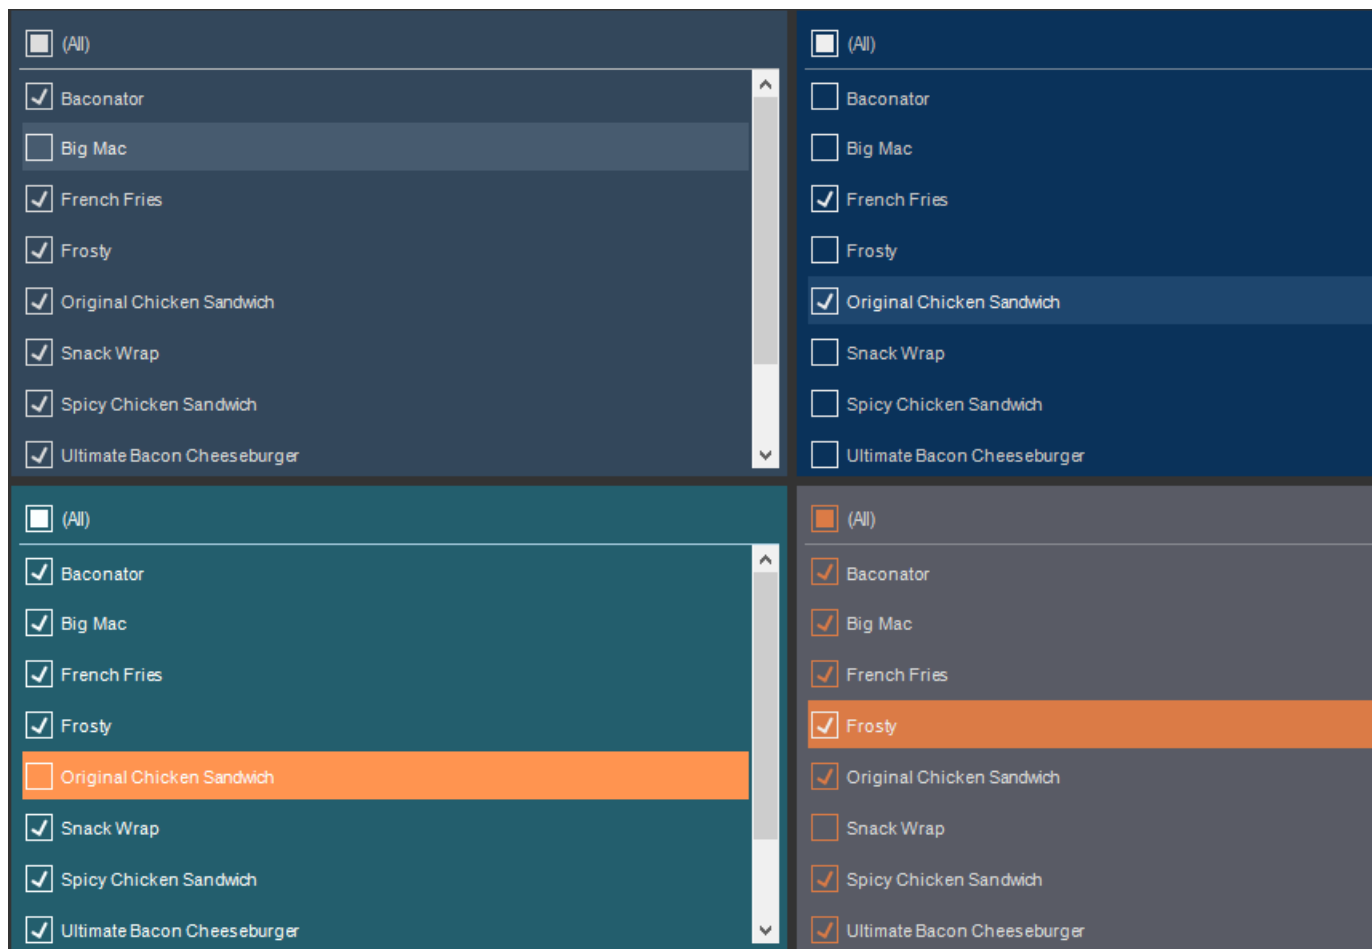 (All)
Baconator
Big Mac
French Fries
Frosty
Original Chicken Sandwich
Snack Wrap
Spicy Chicken Sandwich
Ultimate Bacon Cheeseburger
(All)
Baconator
Big Mac
French Fries
Frosty
Original Chicken Sandwich
Snack Wrap
Spicy Chicken Sandwich
Ultimate Bacon Cheeseburger
(All)
Baconator
Big Mac
French Fries
Frosty
Original Chicken Sandwich
Snack Wrap
Spicy Chicken Sandwich
Ultimate Bacon Cheeseburger
(All)
Baconator
Big Mac
French Fries
Frosty
Original Chicken Sandwich
Snack Wrap
Spicy Chicken Sandwich
Ultimate Bacon Cheeseburger